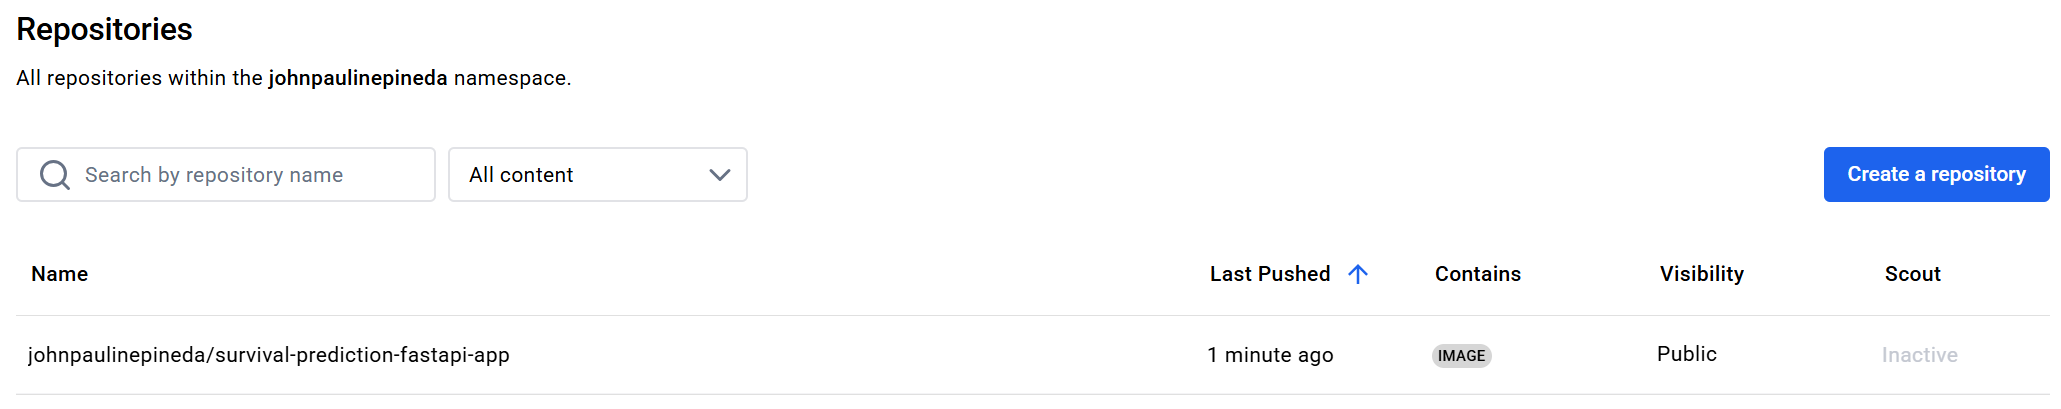 Repositories
All repositories within the johnpaulinepineda namespace.
Search by repository name
All content
Create a repository
Name Last Pushed Contains Visibility Scout
johnpaulinepineda/survival-prediction-fastapi-app 1 minute ago IMAGE Public Inactive